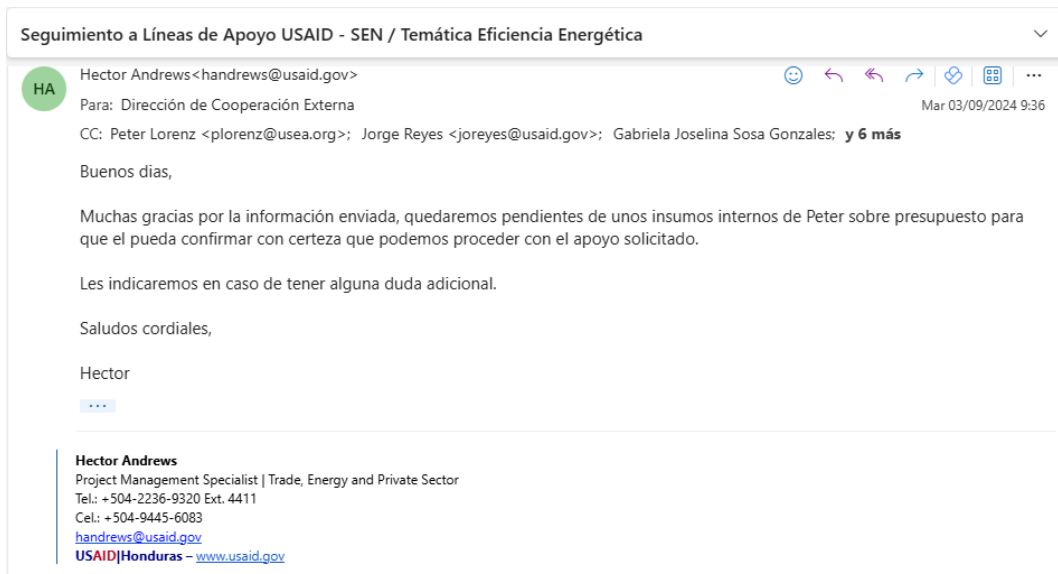 Seguimiento a Líneas de Apoyo USAID - SEN / Temática Eficiencia Energética
HA
Hector Andrews<handrews@usaid.gov>
Para: Dirección de Cooperación Externa
Mar 03/09/2024 9:36
CC: Peter Lorenz <plorenz@usea.org>; Jorge Reyes <joreyes@usaid.gov>; Gabriela Joselina Sosa Gonzales; y 6 más
Buenos dias,
Muchas gracias por la información enviada, quedaremos pendientes de unos insumos internos de Peter sobre presupuesto para
que el pueda confirmar con certeza que podemos proceder con el apoyo solicitado.
Les indicaremos en caso de tener alguna duda adicional.
Saludos cordiales,
Hector
Hector Andrews
Project Management Specialist | Trade, Energy and Private Sector
Tel.: +504-2236-9320 Ext. 4411
Cel.: +504-9445-6083
handrews@usaid.gov
USAID|Honduras – www.usaid.gov